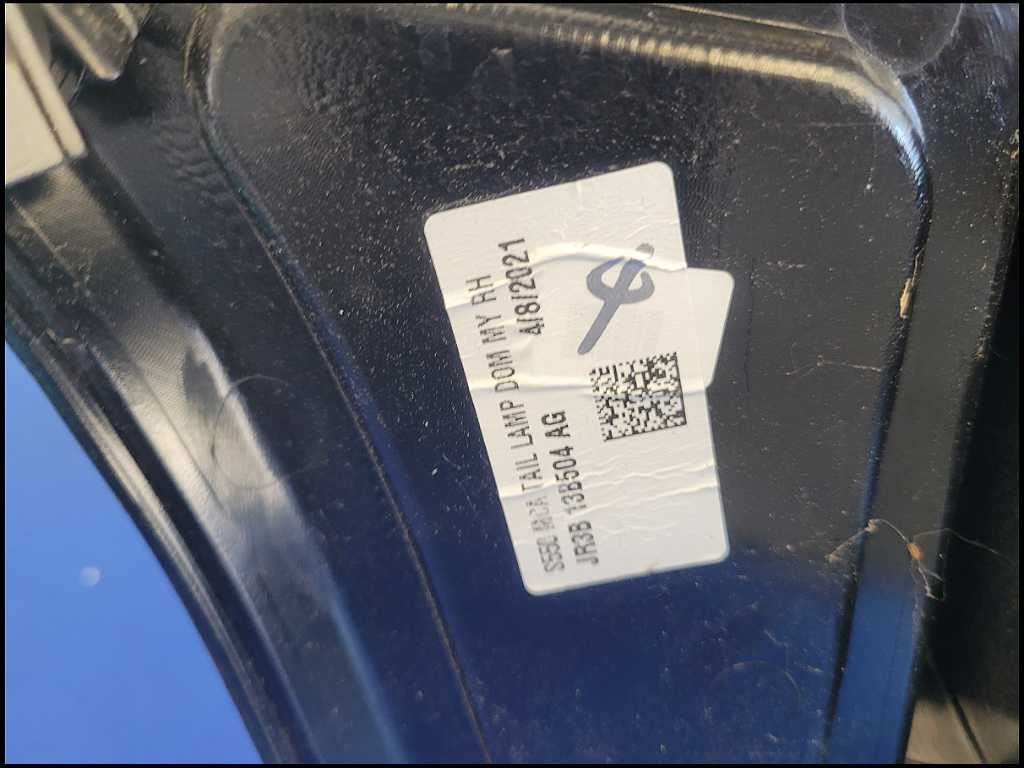 S550 MCA TAIL LAMP DOM MY RH
JR3B 13B504 AG 4/8/2021